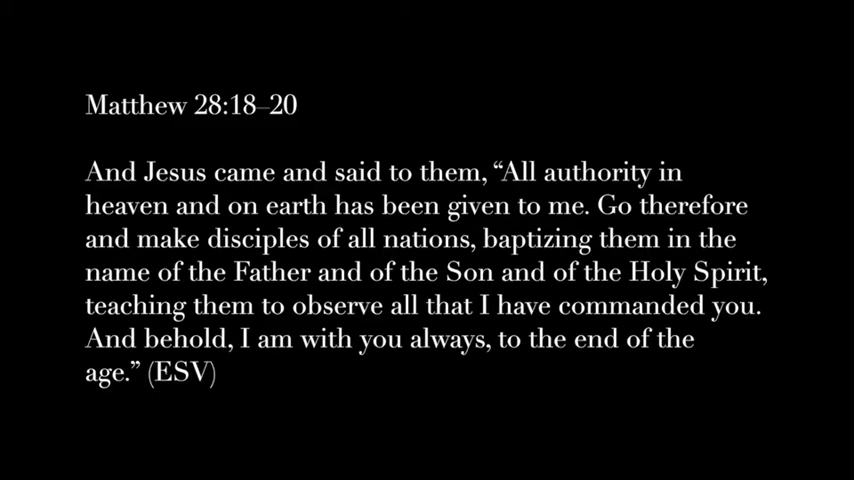 Matthew 28:18–20
And Jesus came and said to them, “All authority in
heaven and on earth has been given to me. Go therefore
and make disciples of all nations, baptizing them in the
name of the Father and of the Son and of the Holy Spirit,
teaching them to observe all that I have commanded you.
And behold, I am with you always, to the end of the
age.” (ESV)